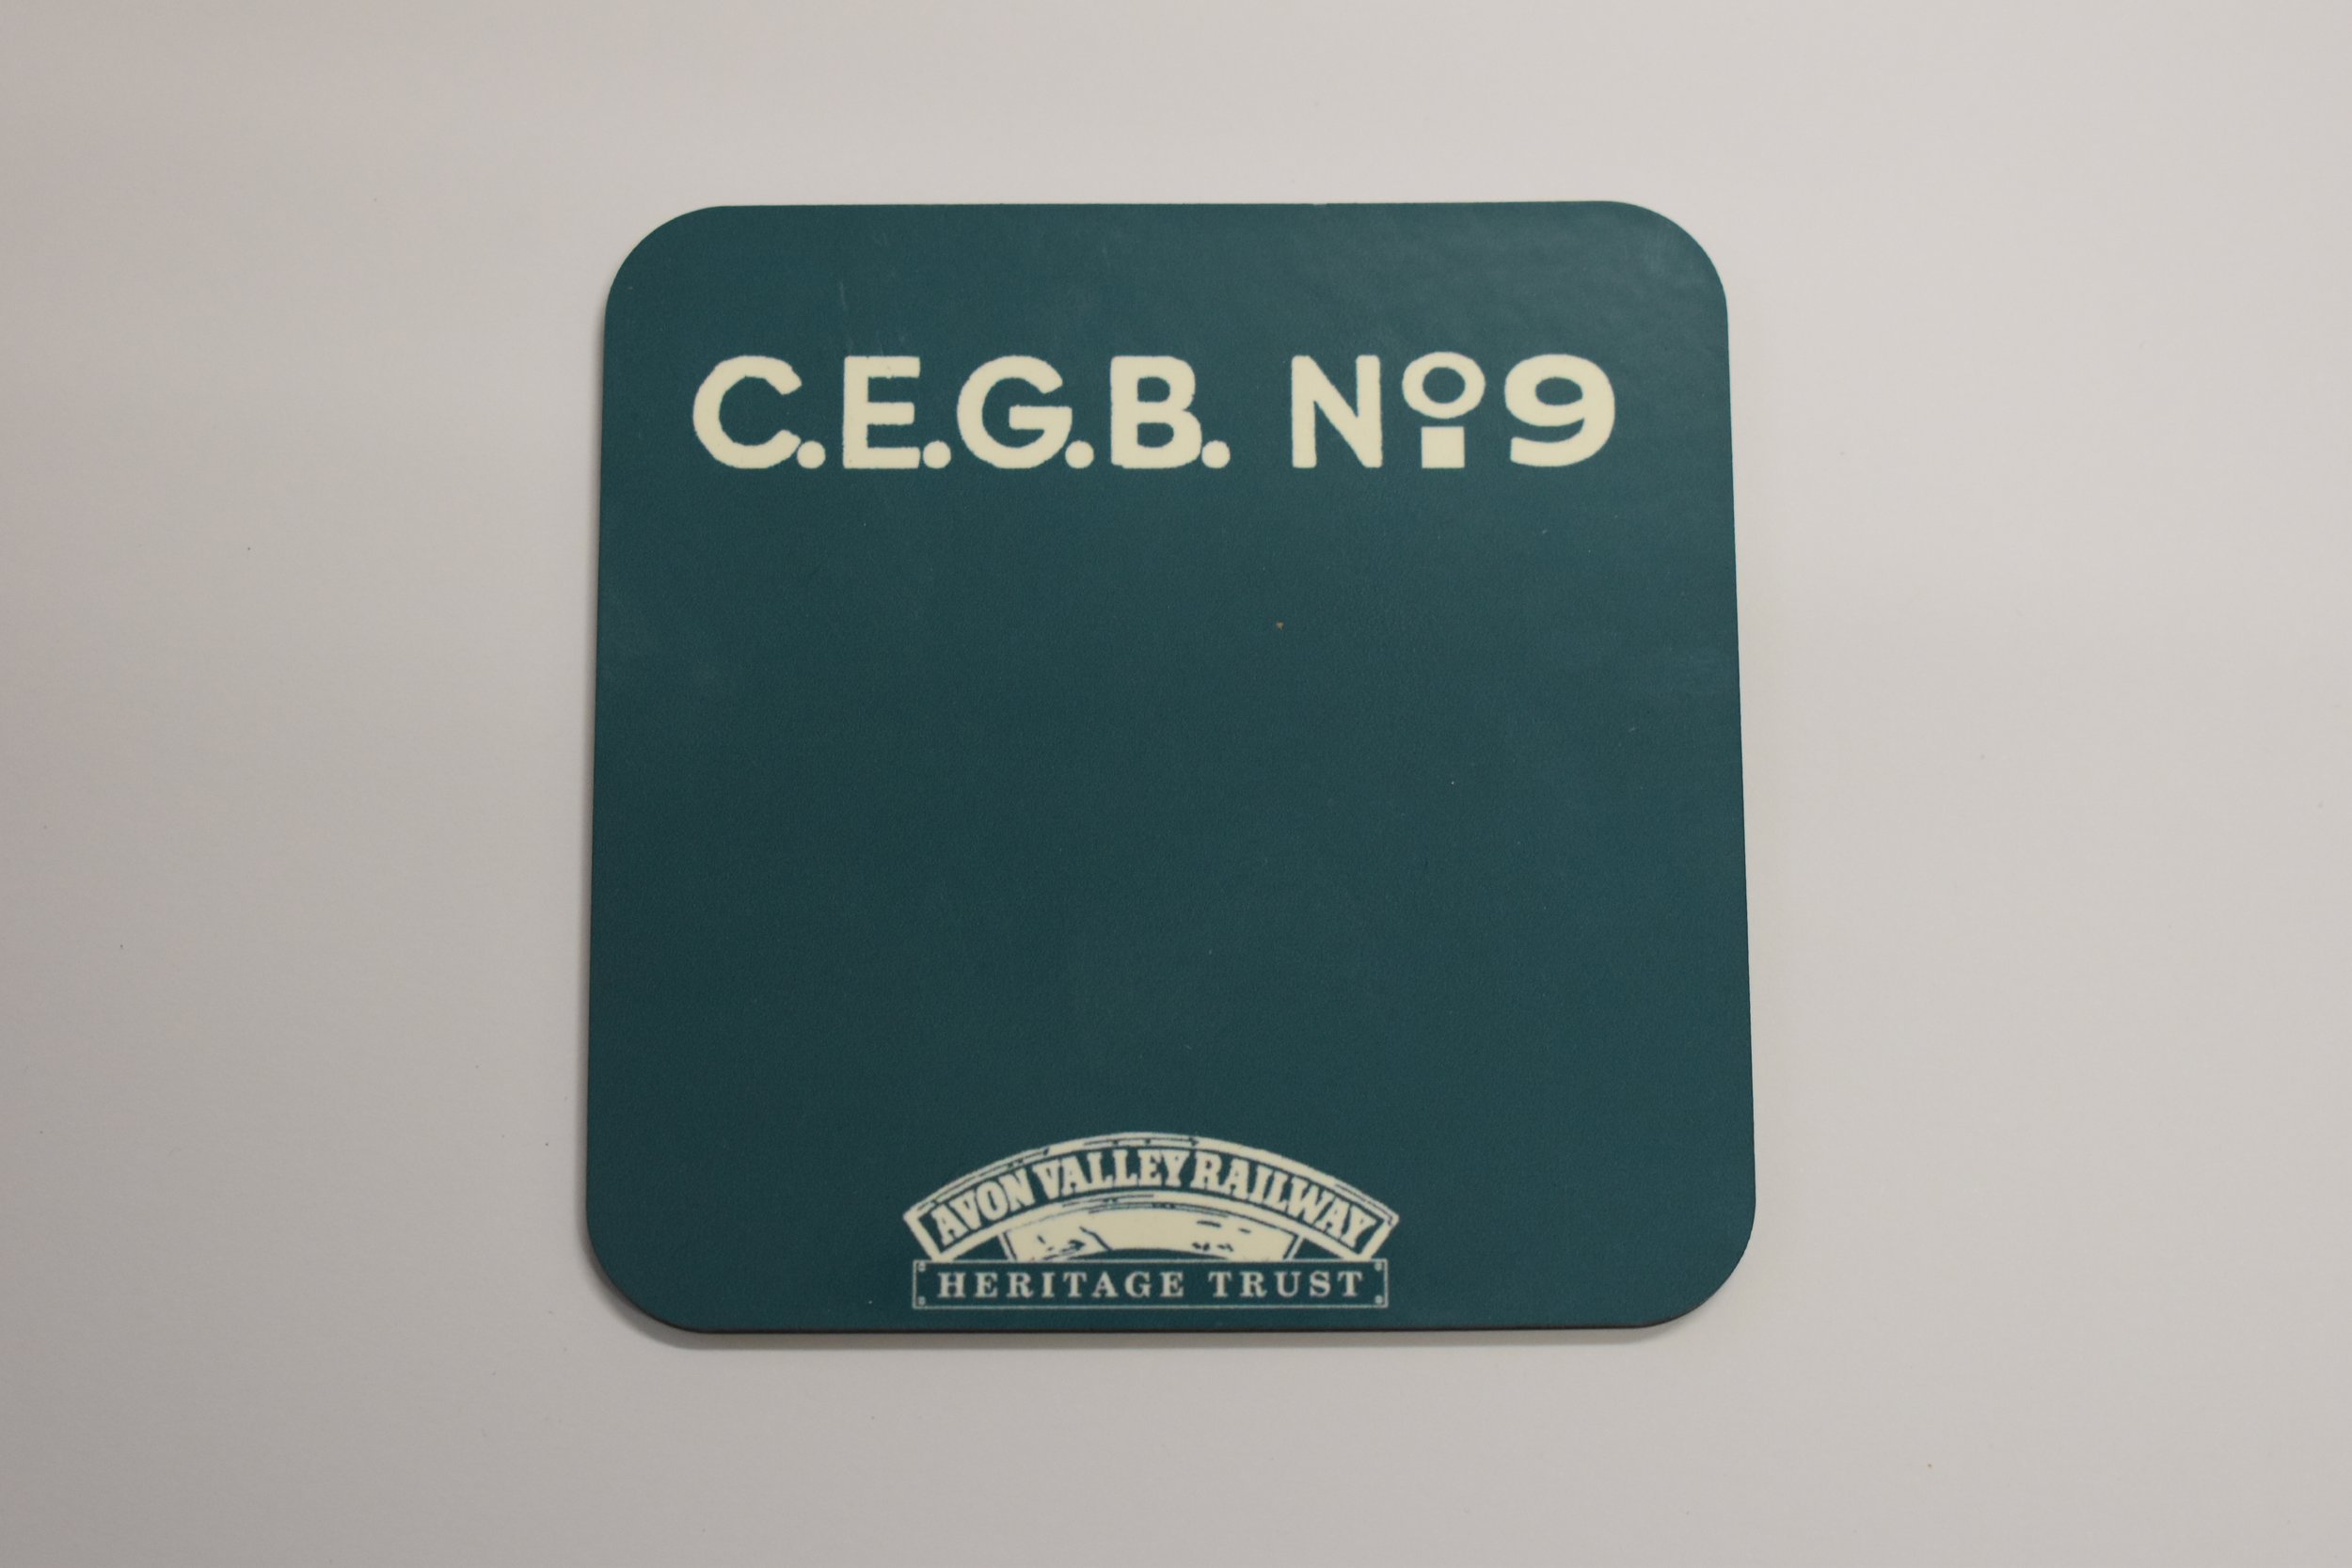 C.E.G.B. Nº9
AVON VALLEY RAILWAY
HERITAGE TRUST